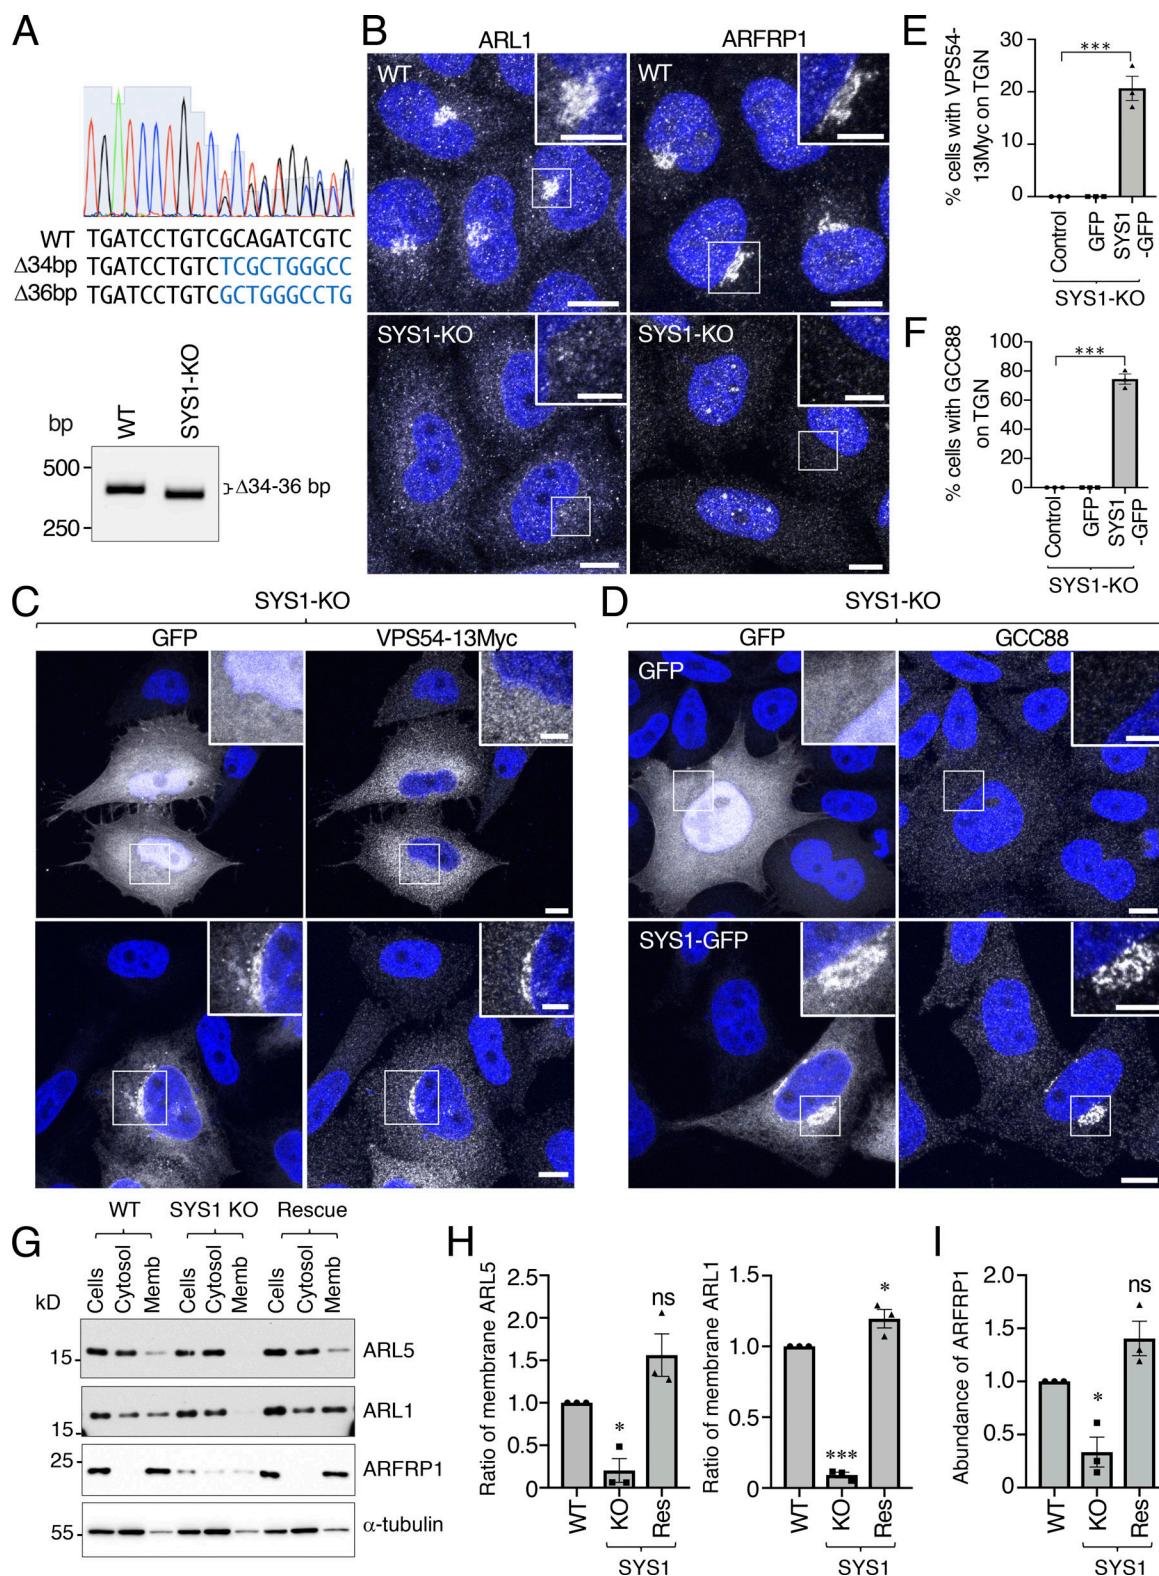 A
WT TGATCCTGTCGCAGATCGTC
Δ34bp TGATCCTGTCTCGCTGGGCC
Δ36bp TGATCCTGTCGCTGGGCCTG
bp
WT
SYS1-KO
500
Δ34-36 bp
250
B
ARL1 ARFRP1
WT WT
SYS1-KO SYS1-KO
E
% cells with VPS54-
13Myc on TGN
30
20
10
0
***
Control
GFP
SYS1
-GFP
SYS1-KO
F
% cells with GCC88
on TGN
100
80
60
40
20
0
***
Control
GFP
SYS1
-GFP
SYS1-KO
C
SYS1-KO
GFP VPS54-13Myc
D
SYS1-KO
GFP GCC88
GFP
SYS1-GFP
G
WT SYS1 KO Rescue
kD
Cells
Cytosol
Memb
Cells
Cytosol
Memb
Cells
Cytosol
Memb
15 ARL5
ARL1
15
25
ARFRP1
55 α-tubulin
H
Ratio of membrane ARL5
2.5
2.0
1.5
1.0
0.5
0
*
ns
WT
KO
Res
SYS1
Ratio of membrane ARL1
1.5
1.0
0.5
0
***
*
WT
KO
Res
SYS1
I
Abundance of ARFRP1
2.0
1.5
1.0
0.5
0
*
ns
WT
KO
Res
SYS1